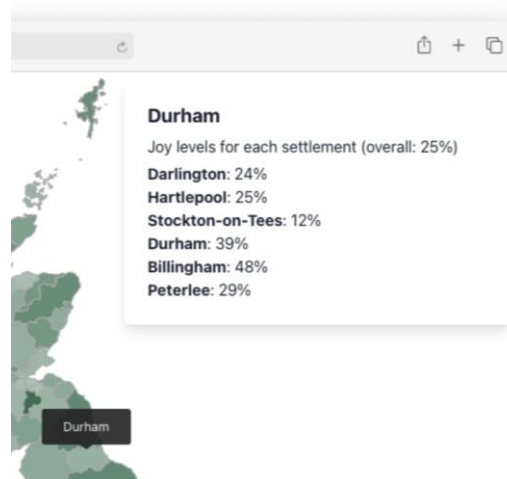 Durham
Joy levels for each settlement (overall: 25%)
Darlington: 24%
Hartlepool: 25%
Stockton-on-Tees: 12%
Durham: 39%
Billingham: 48%
Peterlee: 29%
Durham